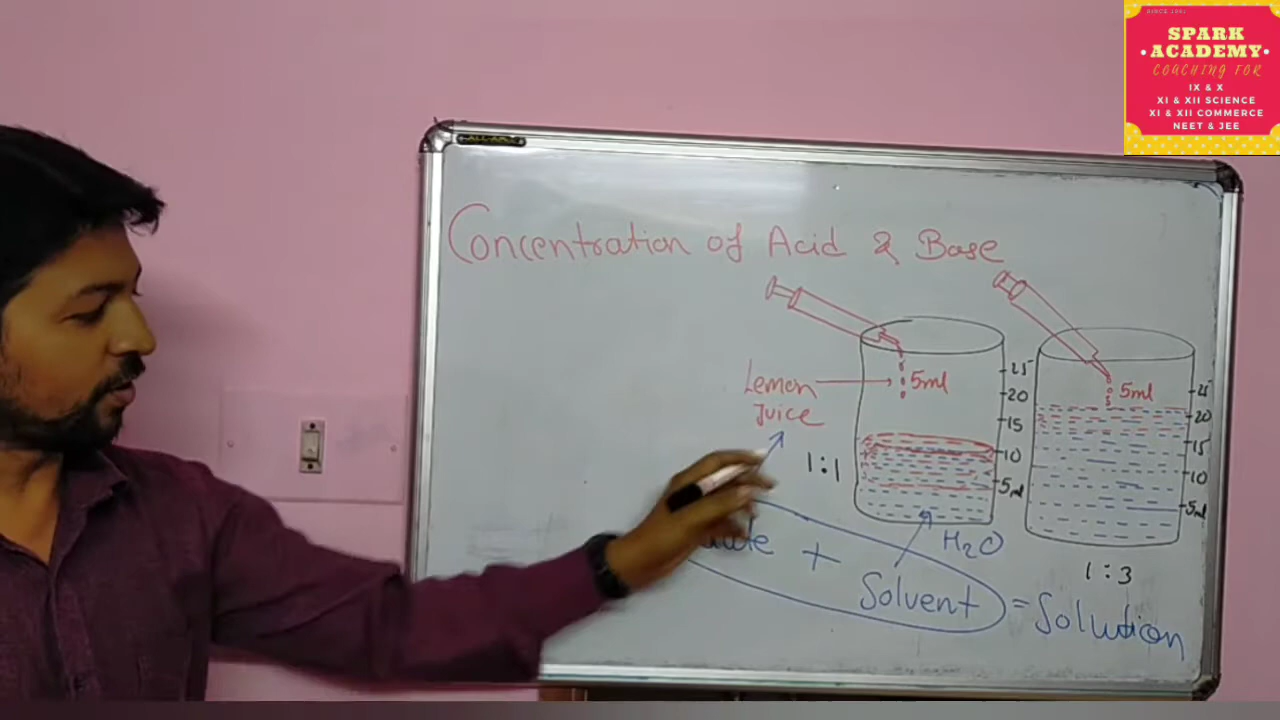 SINCE 2001
SPARK
• ACADEMY •
COACHING FOR
IX & X
XI & XII SCIENCE
XI & XII COMMERCE
NEET & JEE
Concentration of Acid & Base
Lemon
Juice
5ml
25
20
15
10
5ml
1:1
H2O
5ml
25
20
15
10
5ml
1:3
+
Solvent = Solution